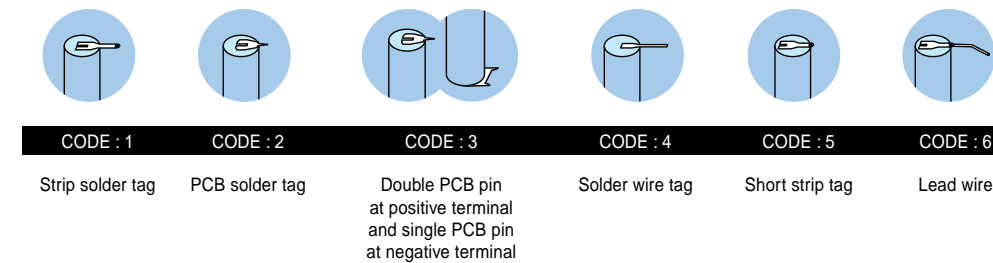 CODE : 1
CODE : 2
CODE : 3
CODE : 4
CODE : 5
CODE : 6
Strip solder tag
PCB solder tag
Double PCB pin
at positive terminal
and single PCB pin
at negative terminal
Solder wire tag
Short strip tag
Lead wire